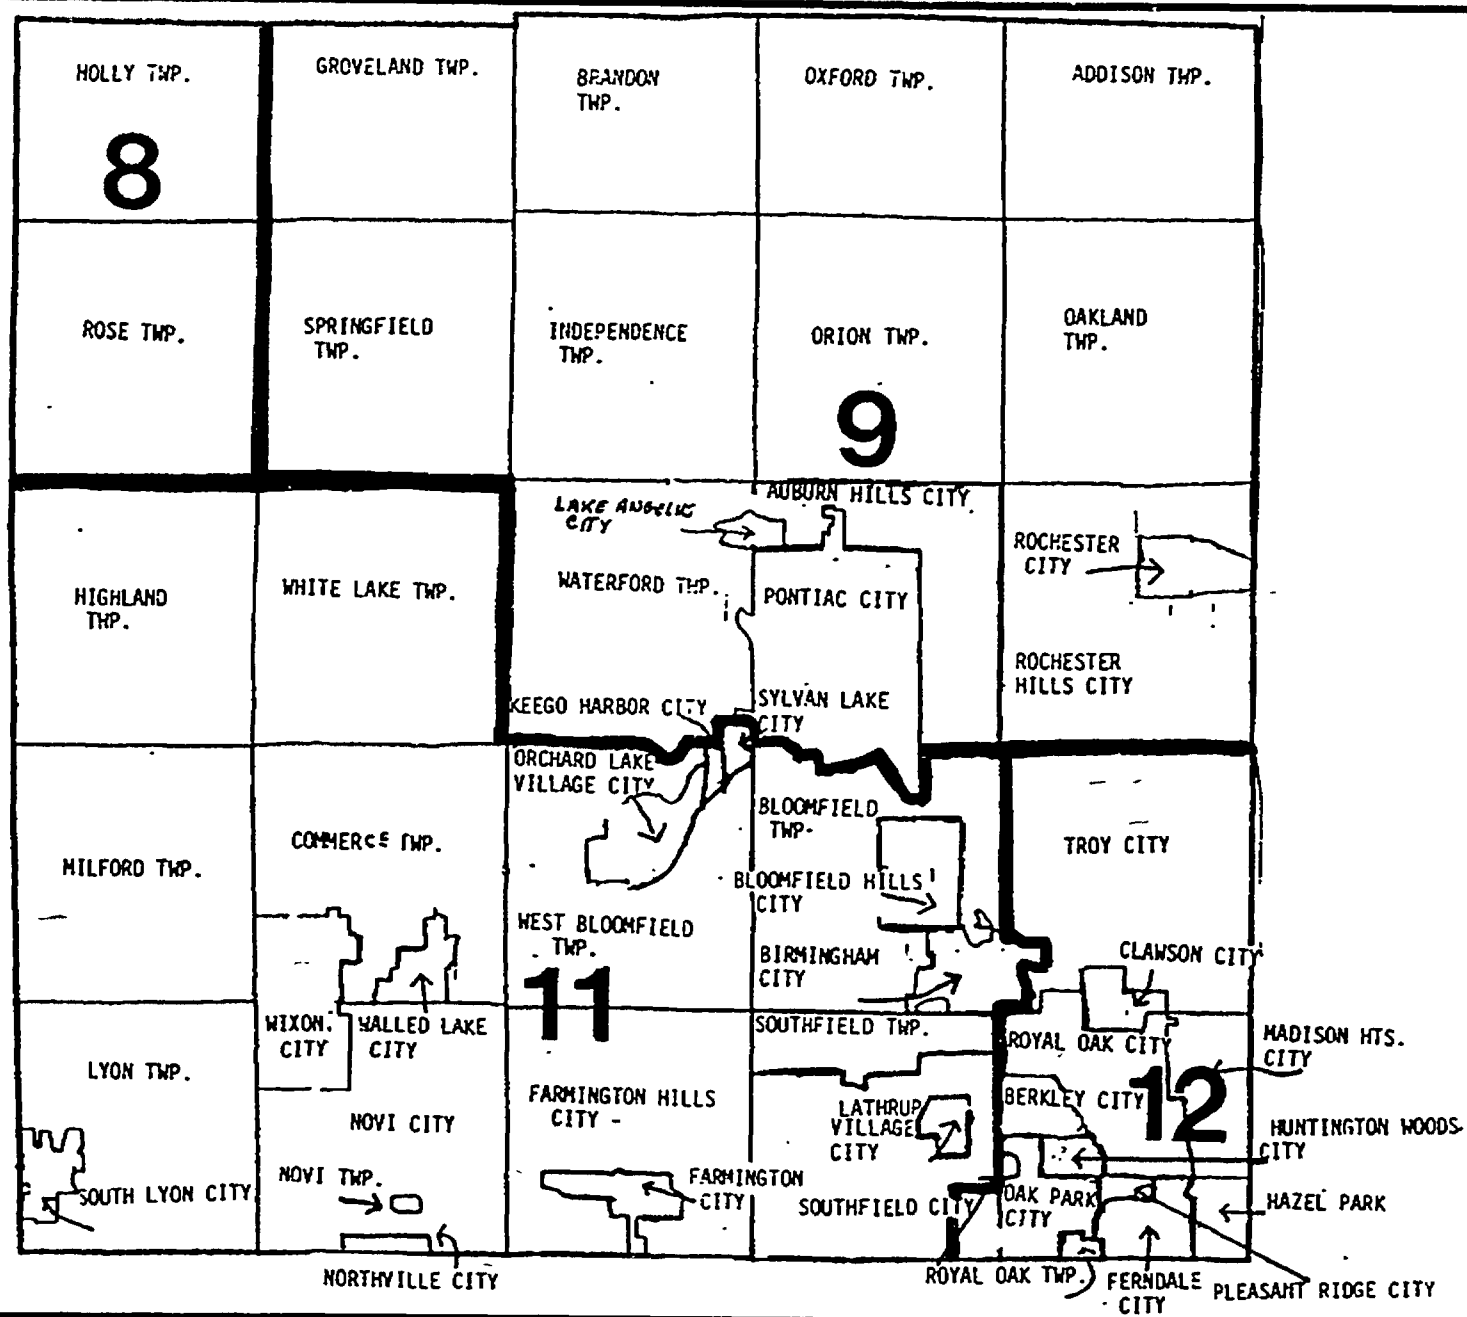 HOLLY TWP.
GROVELAND TWP.
BRANDON
TWP.
OXFORD TWP.
ADDISON TWP.
8
ROSE TWP.
SPRINGFIELD
TWP.
INDEPENDENCE
TWP.
ORION TWP.
OAKLAND
TWP.
9
HIGHLAND
TWP.
WHITE LAKE TWP.
LAKE ANGELUS
CITY
AUBURN HILLS CITY
WATERFORD TWP.
PONTIAC CITY
ROCHESTER
CITY
ROCHESTER
HILLS CITY
KEEGO HARBOR CITY
SYLVAN LAKE
CITY
ORCHARD LAKE
VILLAGE CITY
MILFORD TWP.
COMMERCE TWP.
BLOOMFIELD
TWP.
TROY CITY
BLOOMFIELD HILLS
CITY
WEST BLOOMFIELD
TWP.
11
BIRMINGHAM
CITY
CLAWSON CITY
LYON TWP.
WIXON.
CITY
WALLED LAKE
CITY
SOUTHFIELD TWP.
ROYAL OAK CITY
MADISON HTS.
CITY
12
NOVI CITY
FARMINGTON HILLS
CITY -
LATHRUP
VILLAGE
CITY
BERKLEY CITY
HUNTINGTON WOODS
CITY
SOUTH LYON CITY
NOVI TWP.
FARMINGTON
CITY
SOUTHFIELD CITY
OAK PARK
CITY
HAZEL PARK
NORTHVILLE CITY
ROYAL OAK TWP.
FERNDALE
CITY
PLEASANT RIDGE CITY